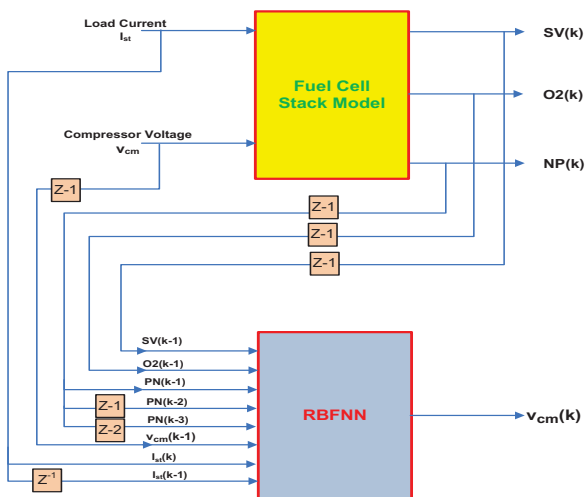 Load Current
Ist
SV(k)
Fuel Cell
Stack Model
O2(k)
Compressor Voltage
vcm
NP(k)
Z-1
Z-1
Z-1
Z-1
SV(k-1)
O2(k-1)
PN(k-1)
Z-1
PN(k-2)
RBFNN
vcm(k)
Z-2
PN(k-3)
vcm(k-1)
Ist(k)
Z-1
Ist(k-1)